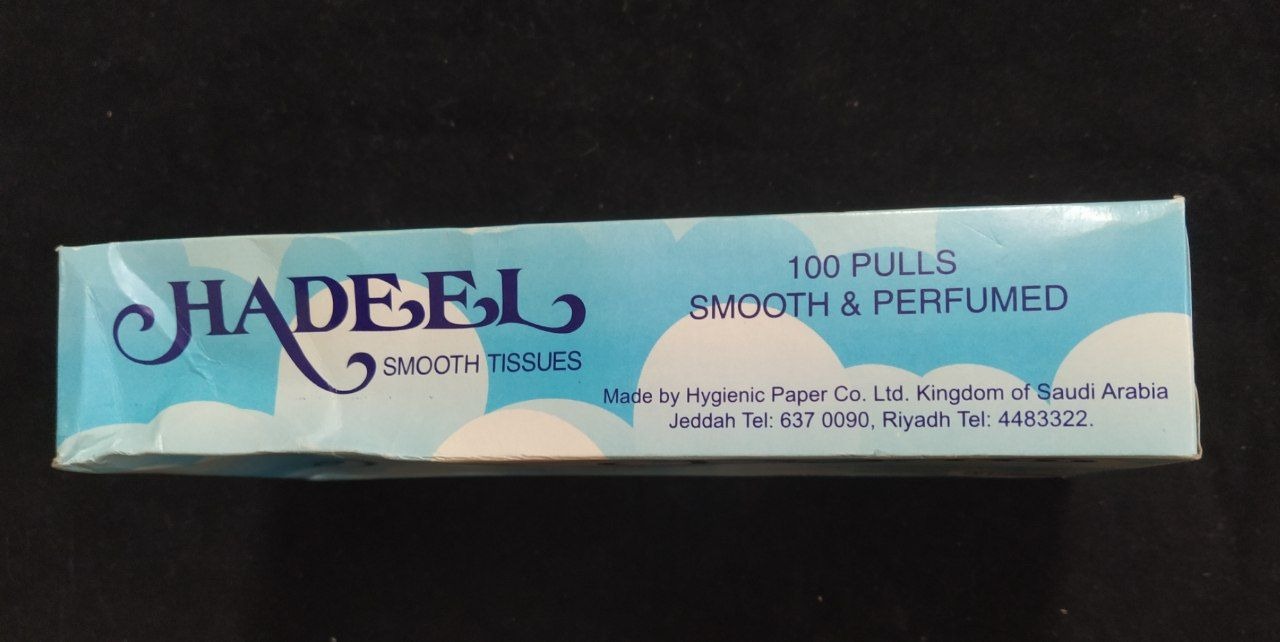 HADEEL
SMOOTH TISSUES
100 PULLS
SMOOTH & PERFUMED
Made by Hygienic Paper Co. Ltd. Kingdom of Saudi Arabia
Jeddah Tel: 637 0090, Riyadh Tel: 4483322.